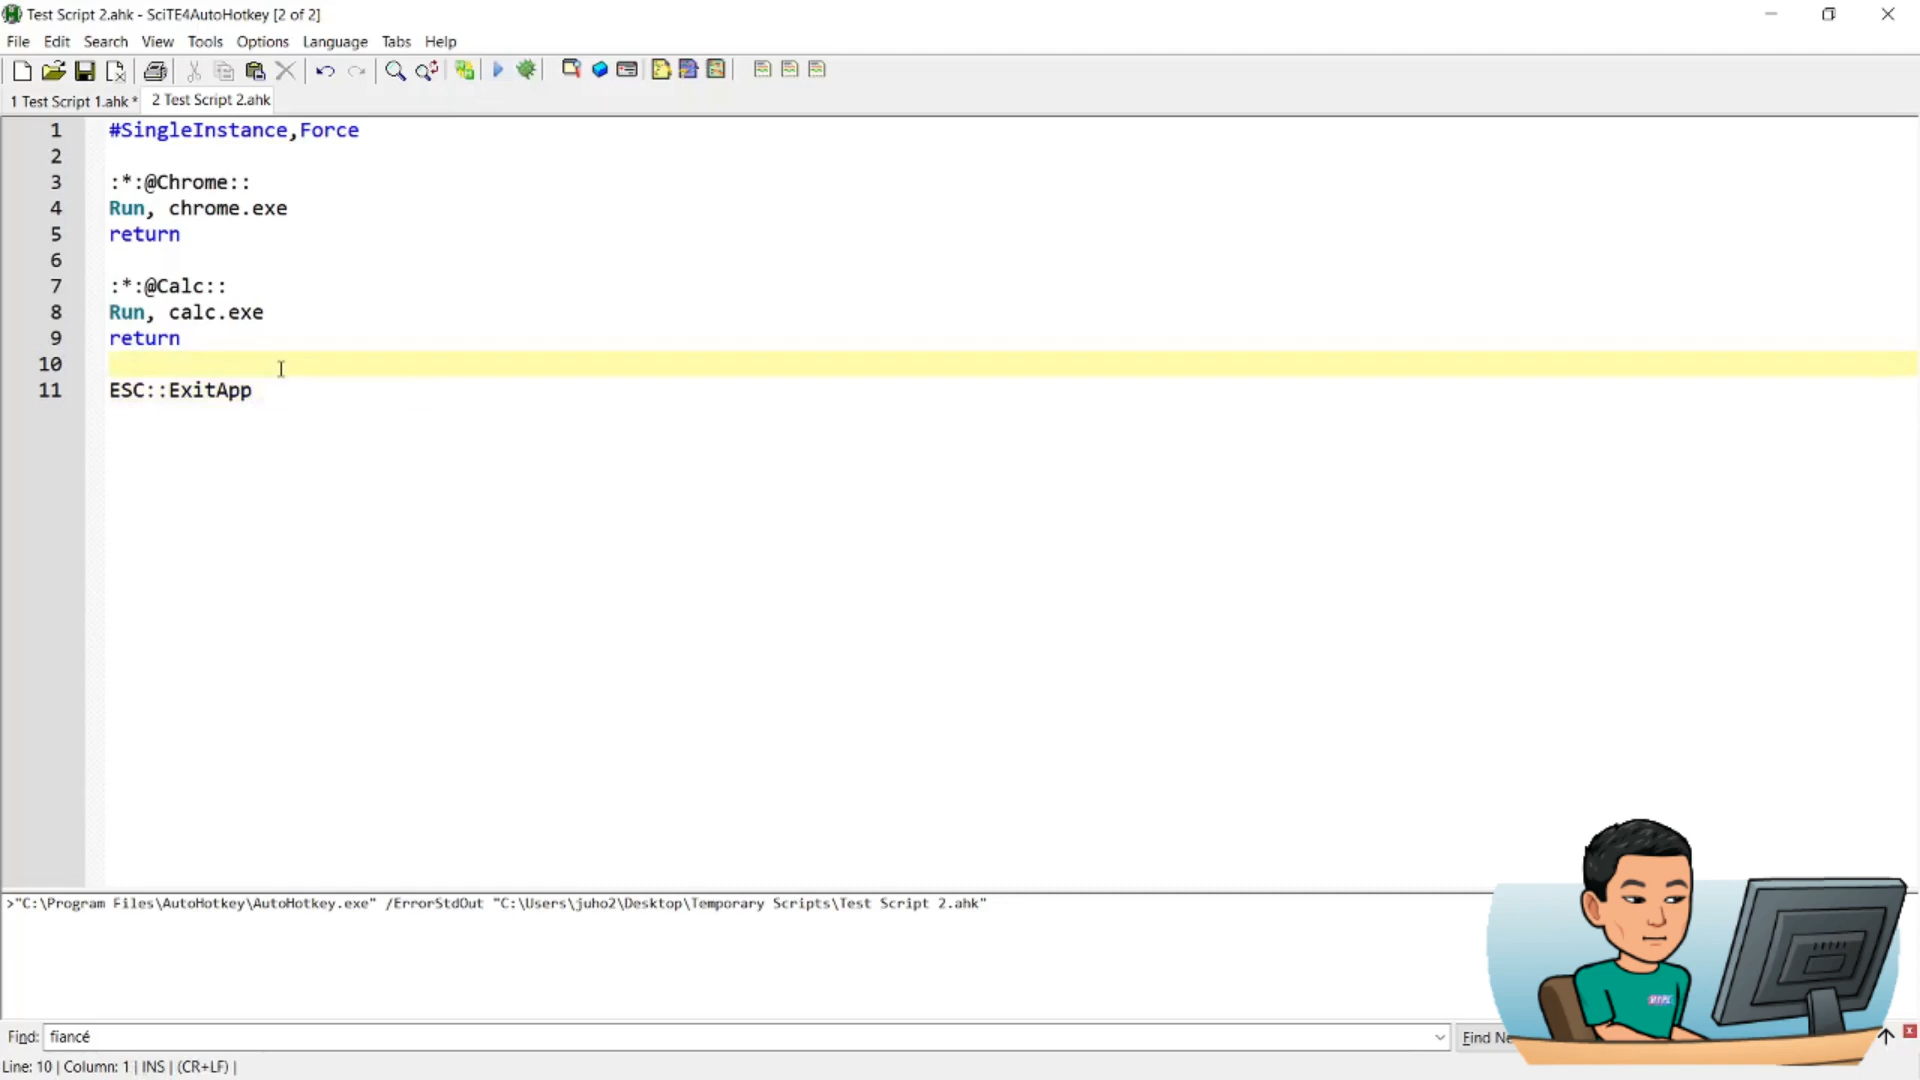 Test Script 2.ahk - SciTE4AutoHotkey [2 of 2]
File Edit Search View Tools Options Language Tabs Help
1 Test Script 1.ahk * 2 Test Script 2.ahk
1 #SingleInstance,Force
2
3 :*:@Chrome::
4 Run, chrome.exe
5 return
6
7 :*:@Calc::
8 Run, calc.exe
9 return
10
11 ESC::ExitApp
>"C:\Program Files\AutoHotkey\AutoHotkey.exe" /ErrorStdOut "C:\Users\juho2\Desktop\Temporary Scripts\Test Script 2.ahk"
Find: fiancé Find Ne
Line: 10 | Column: 1 | INS | (CR+LF) |